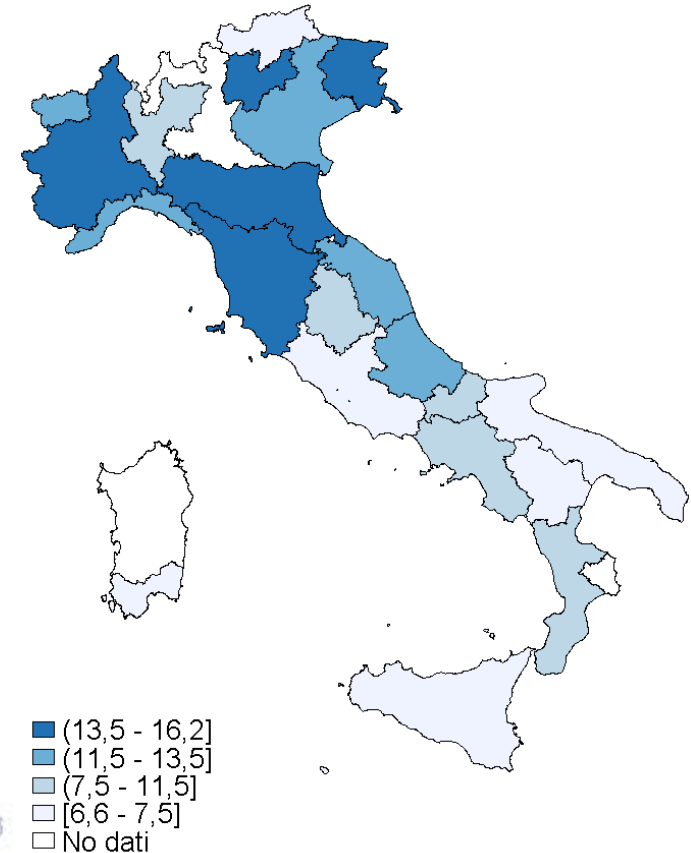 (13,5 - 16,2]
(11,5 - 13,5]
(7,5 - 11,5]
[6,6 - 7,5]
No dati